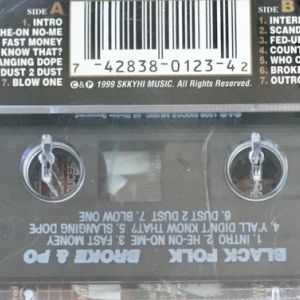 SIDE A
1. INTRO
HE-ON NO-ME
FAST MONEY
KNOW THAT?
ANGING DOPE
DUST 2 DUST
7. BLOW ONE
7 42838 0123-4 2
℗&© 1999 SKKYHI MUSIC. All Rights Reserved.
SIDE B
1. INTER
2. SCAND
3. FED-U
4. COUNT
5. WHO C
6. BROKE
7. OUTRO
BLACK FOLK BROKE & PO
1. INTRO 2. HE-ON-NO-ME 3. FAST MONEY
4. Y'ALL DIDN'T KNOW THAT? 5. SLANGING DOPE
6. DUST 2 DUST 7. BLOW ONE